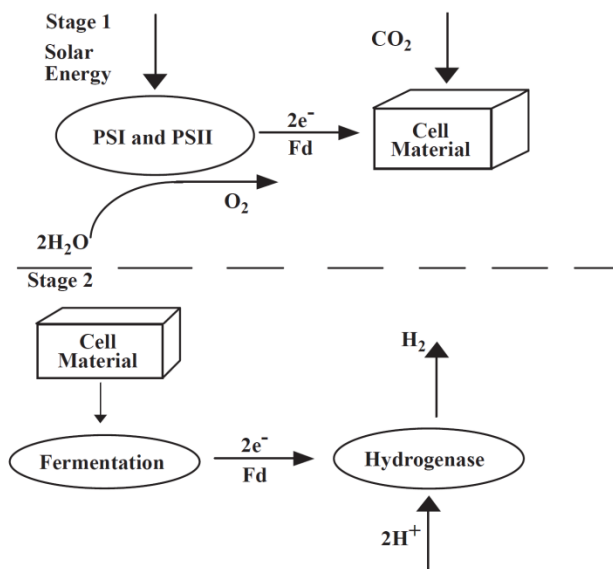 Stage 1
Solar
Energy
CO₂
PSI and PSII
2e⁻
Fd
Cell
Material
O₂
2H₂O
Stage 2
Cell
Material
H₂
Fermentation
2e⁻
Fd
Hydrogenase
2H⁺